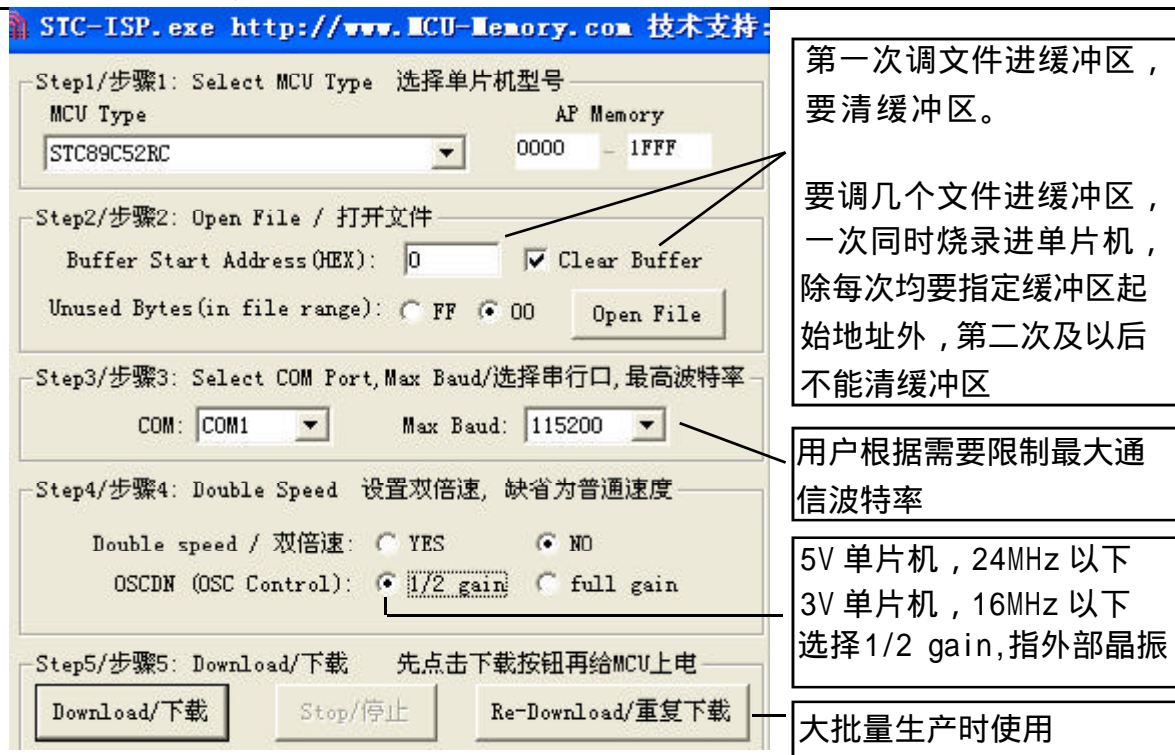 STC-ISP.exe http://www.MCU-Memory.com 技术支持:
Step1/步骤1: Select MCU Type 选择单片机型号
MCU Type AP Memory
STC89C52RC 0000 - 1FFF
Step2/步骤2: Open File / 打开文件
Buffer Start Address(HEX): 0 Clear Buffer
Unused Bytes(in file range): FF 00 Open File
Step3/步骤3: Select COM Port,Max Baud/选择串行口,最高波特率
COM: COM1 Max Baud: 115200
Step4/步骤4: Double Speed 设置双倍速, 缺省为普通速度
Double speed / 双倍速: YES NO
OSCDN (OSC Control): 1/2 gain full gain
Step5/步骤5: Download/下载 先点击下载按钮再给MCU上电
Download/下载 Stop/停止 Re-Download/重复下载
第一次调文件进缓冲区，
要清缓冲区。
要调几个文件进缓冲区，
一次同时烧录进单片机，
除每次均要指定缓冲区起
始地址外，第二次及以后
不能清缓冲区
用户根据需要限制最大通
信波特率
5V 单片机，24MHz 以下
3V 单片机，16MHz 以下
选择1/2 gain,指外部晶振
大批量生产时使用